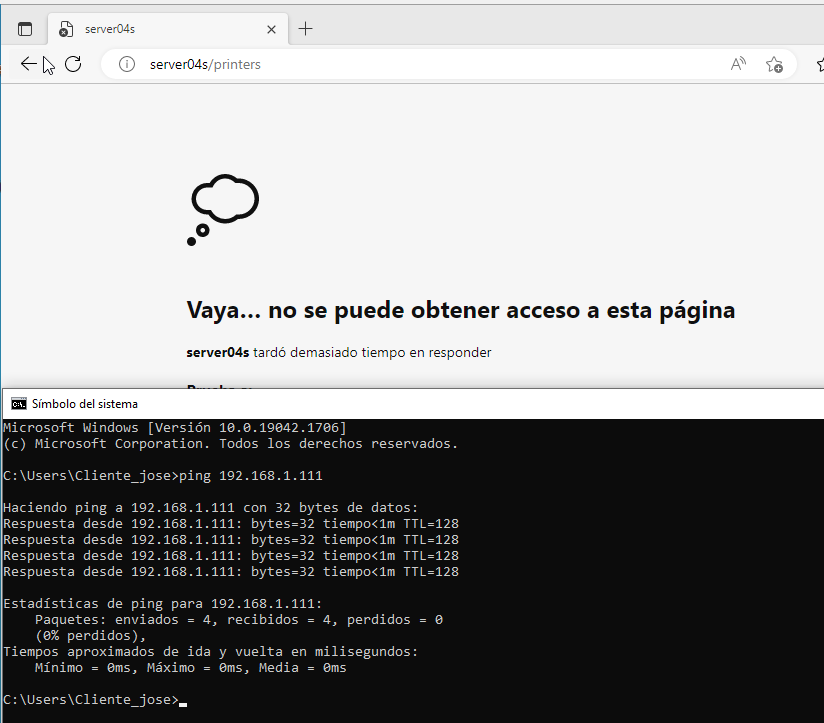 server04s
server04s/printers
Vaya… no se puede obtener acceso a esta página
server04s tardó demasiado tiempo en responder
Símbolo del sistema
Microsoft Windows [Versión 10.0.19042.1706]
(c) Microsoft Corporation. Todos los derechos reservados.
C:\Users\Cliente_jose>ping 192.168.1.111
Haciendo ping a 192.168.1.111 con 32 bytes de datos:
Respuesta desde 192.168.1.111: bytes=32 tiempo<1m TTL=128
Respuesta desde 192.168.1.111: bytes=32 tiempo<1m TTL=128
Respuesta desde 192.168.1.111: bytes=32 tiempo<1m TTL=128
Respuesta desde 192.168.1.111: bytes=32 tiempo<1m TTL=128
Estadísticas de ping para 192.168.1.111:
Paquetes: enviados = 4, recibidos = 4, perdidos = 0
(0% perdidos),
Tiempos aproximados de ida y vuelta en milisegundos:
Mínimo = 0ms, Máximo = 0ms, Media = 0ms
C:\Users\Cliente_jose>